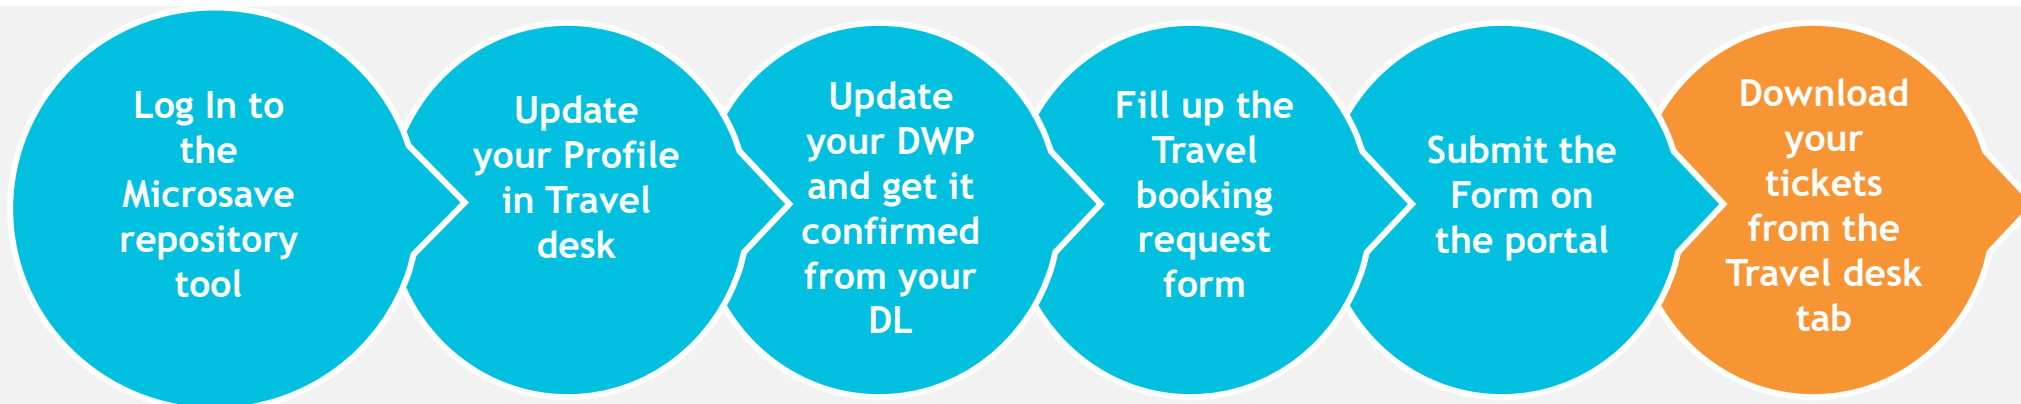 Log In to
the
Microsave
repository
tool
Update
your Profile
in Travel
desk
Update
your DWP
and get it
confirmed
from your
DL
Fill up the
Travel
booking
request
form
Submit the
Form on
the portal
Download
your
tickets
from the
Travel desk
tab